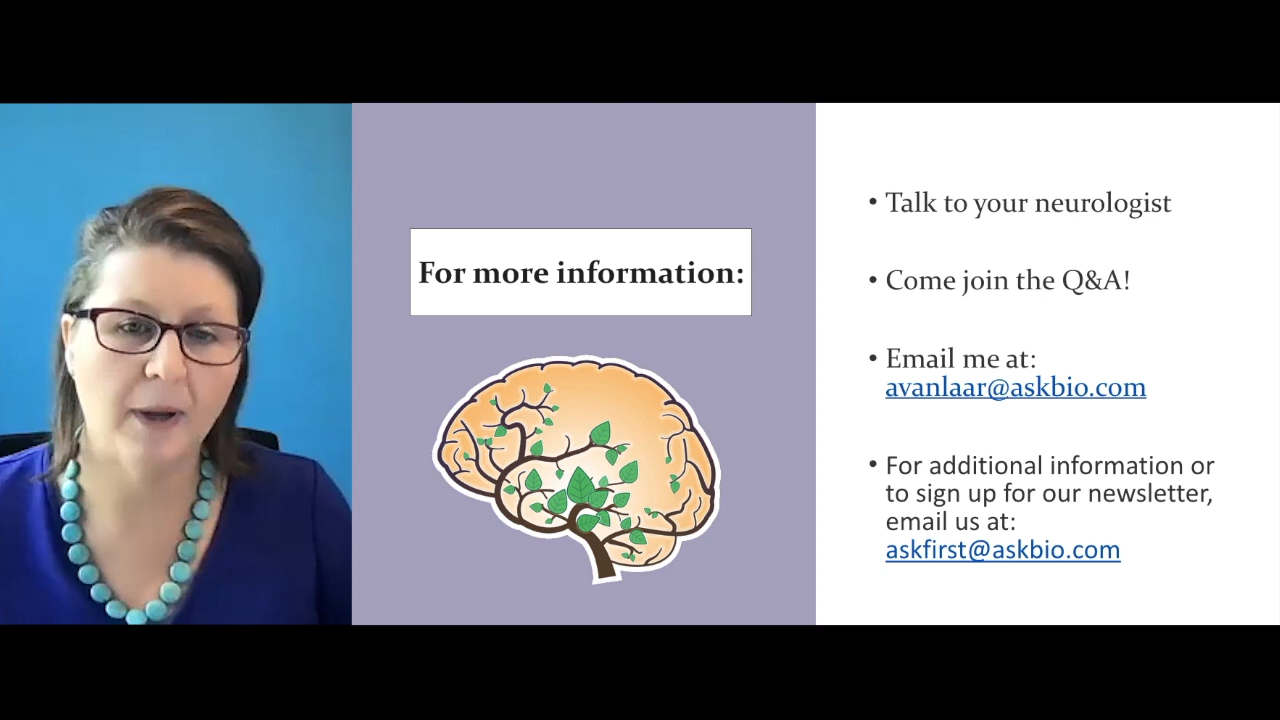 For more information:
• Talk to your neurologist
• Come join the Q&A!
• Email me at:
avanlaar@askbio.com
• For additional information or
to sign up for our newsletter,
email us at:
askfirst@askbio.com